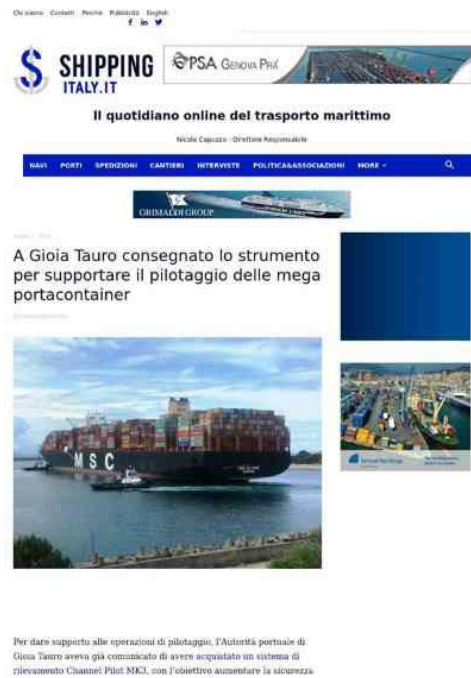 Chi siamo Contatti Perché Pubblicità English
SHIPPING
ITALY.IT
PSA GENOVA PRA'
Il quotidiano online del trasporto marittimo
Nicola Capuzzo - Direttore Responsabile
NAVI PORTI SPEDIZIONI CANTIERI INTERVISTE POLITICA&ASSOCIAZIONI MORE
GRIMALDI GROUP
A Gioia Tauro consegnato lo strumento
per supportare il pilotaggio delle mega
portacontainer
MSC
Per dare supporto alle operazioni di pilotaggio, l'Autorità portuale di
Gioia Tauro aveva già comunicato di avere acquistato un sistema di
rilevamento Channel Pilot MK3, con l'obiettivo aumentare la sicurezza